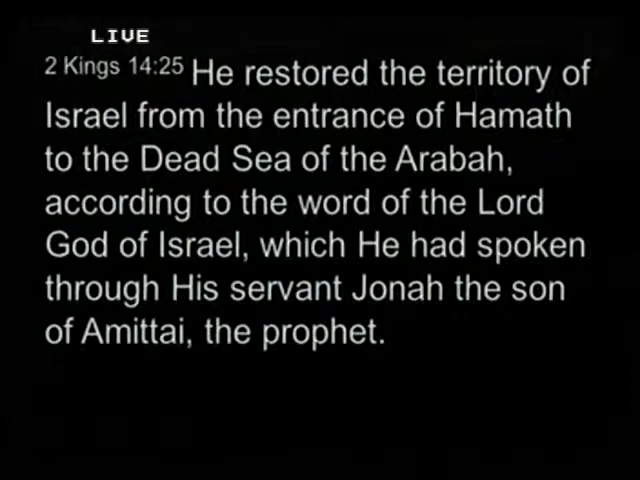 LIVE
2 Kings 14:25 He restored the territory of
Israel from the entrance of Hamath
to the Dead Sea of the Arabah,
according to the word of the Lord
God of Israel, which He had spoken
through His servant Jonah the son
of Amittai, the prophet.